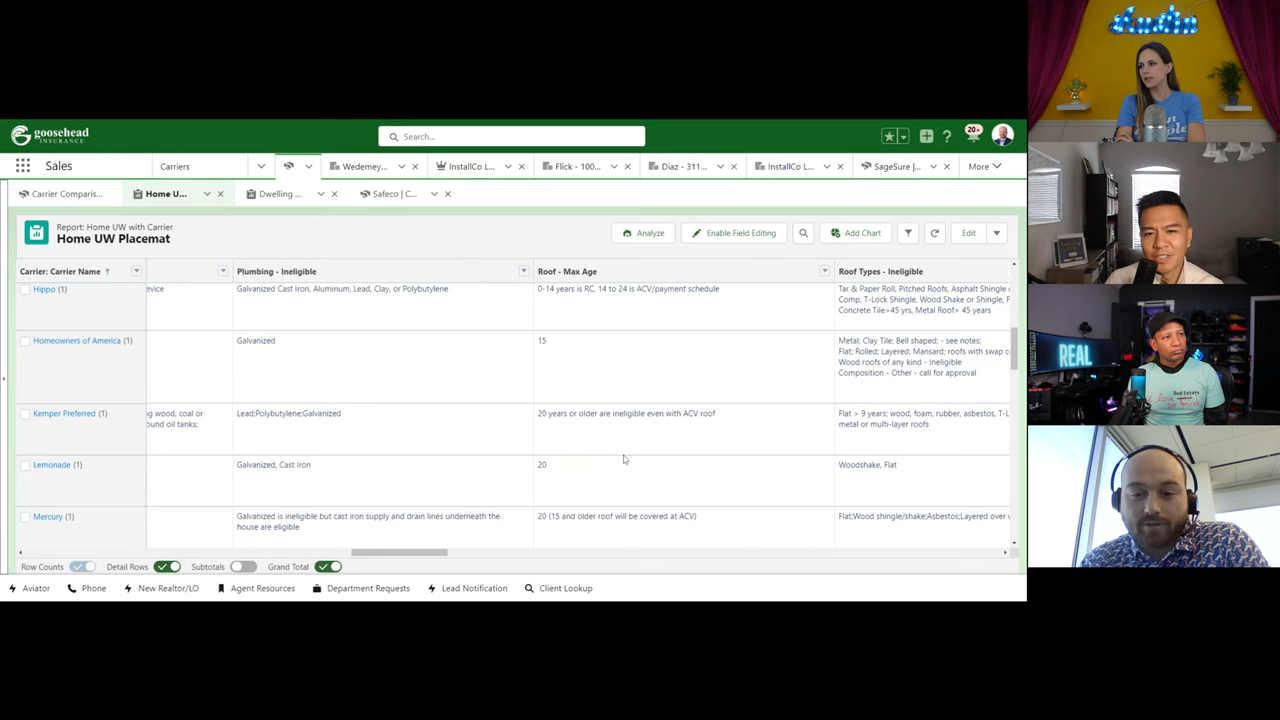 Austin
goosehead
INSURANCE
Search...
20+
Sales
Carriers
Wedemey...
InstallCo L...
Flick - 100...
Diaz - 311...
InstallCo L...
SageSure |...
More
Carrier Comparis...
Home U...
Dwelling ...
Safeco | C...
Report: Home UW with Carrier
Home UW Placemat
Analyze
Enable Field Editing
Add Chart
Edit
Carrier: Carrier Name ↑
Plumbing - Ineligible
Roof - Max Age
Roof Types - Ineligible
Hippo (1)
evice
Galvanized Cast Iron, Aluminum, Lead, Clay, or Polybutylene
0-14 years is RC, 14 to 24 is ACV/payment schedule
Tar & Paper Roll, Pitched Roofs, Asphalt Shingle
Comp, T-Lock Shingle, Wood Shake or Shingle, F
Concrete Tile>45 yrs, Metal Roof> 45 years
Homeowners of America (1)
Galvanized
15
Metal; Clay Tile; Bell shaped; - see notes;
Flat; Rolled; Layered; Mansard; roofs with swap c
Wood roofs of any kind - Ineligible
Composition - Other - call for approval
Kemper Preferred (1)
ng wood, coal or
ound oil tanks;
Lead;Polybutylene;Galvanized
20 years or older are ineligible even with ACV roof
Flat > 9 years; wood, foam, rubber, asbestos, T-L
metal or multi-layer roofs
Lemonade (1)
Galvanized, Cast Iron
20
Woodshake, Flat
Mercury (1)
Galvanized is ineligible but cast iron supply and drain lines underneath the
house are eligible
20 (15 and older roof will be covered at ACV)
Flat;Wood shingle/shake;Asbestos;Layered over
Row Counts
Detail Rows
Subtotals
Grand Total
Aviator
Phone
New Realtor/LO
Agent Resources
Department Requests
Lead Notification
Client Lookup
REAL